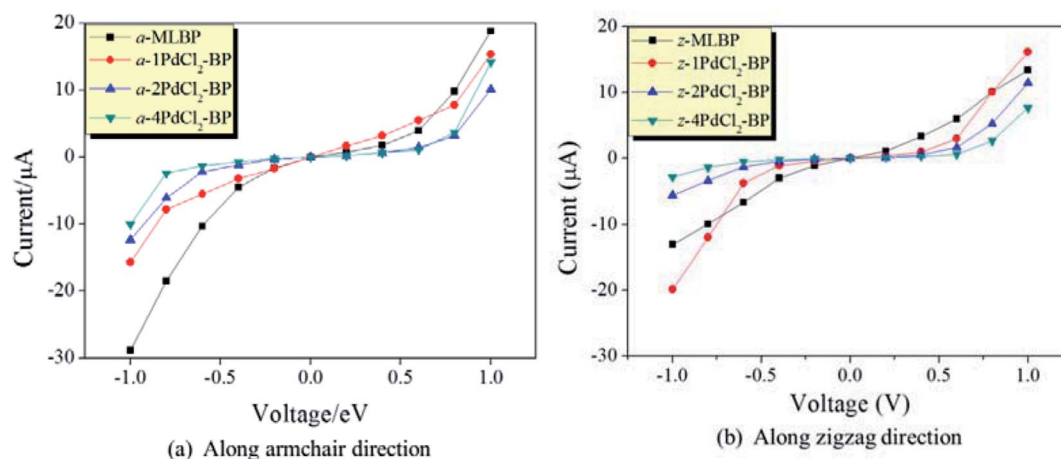 20
10
0
-10
-20
-30
Current/μA
a-MLBP
a-1PdCl₂-BP
a-2PdCl₂-BP
a-4PdCl₂-BP
-1.0 -0.5 0.0 0.5 1.0
Voltage/eV
(a) Along armchair direction
20
10
0
-10
-20
-30
Current (μA)
z-MLBP
z-1PdCl₂-BP
z-2PdCl₂-BP
z-4PdCl₂-BP
-1.0 -0.5 0.0 0.5 1.0
Voltage (V)
(b) Along zigzag direction